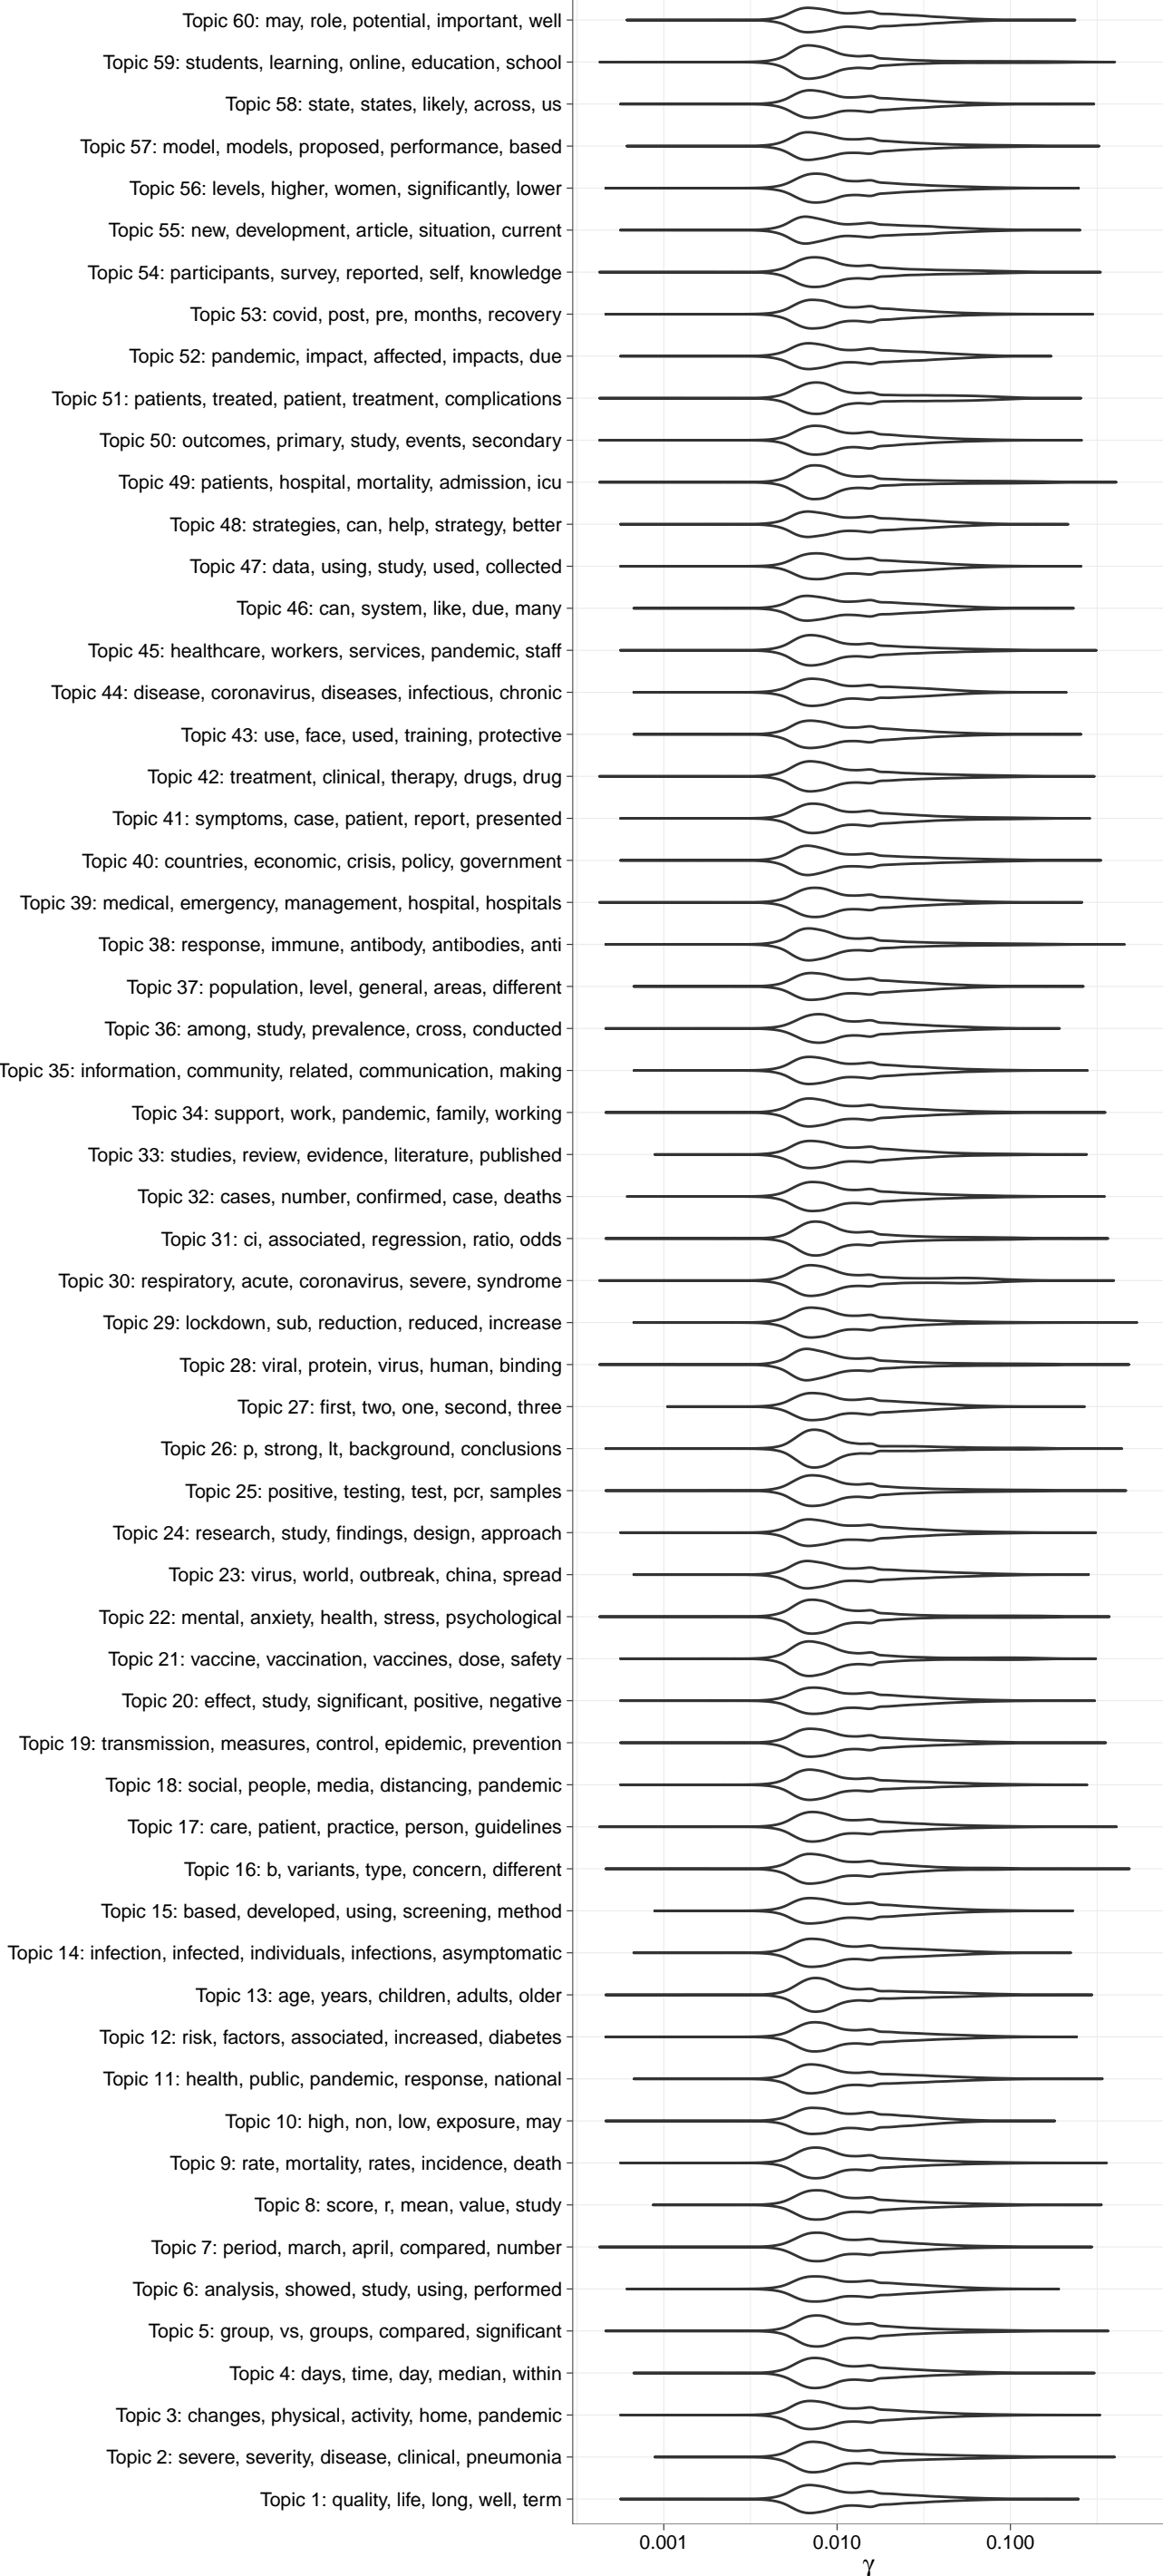 Topic 60: may, role, potential, important, well
Topic 59: students, learning, online, education, school
Topic 58: state, states, likely, across, us
Topic 57: model, models, proposed, performance, based
Topic 56: levels, higher, women, significantly, lower
Topic 55: new, development, article, situation, current
Topic 54: participants, survey, reported, self, knowledge
Topic 53: covid, post, pre, months, recovery
Topic 52: pandemic, impact, affected, impacts, due
Topic 51: patients, treated, patient, treatment, complications
Topic 50: outcomes, primary, study, events, secondary
Topic 49: patients, hospital, mortality, admission, icu
Topic 48: strategies, can, help, strategy, better
Topic 47: data, using, study, used, collected
Topic 46: can, system, like, due, many
Topic 45: healthcare, workers, services, pandemic, staff
Topic 44: disease, coronavirus, diseases, infectious, chronic
Topic 43: use, face, used, training, protective
Topic 42: treatment, clinical, therapy, drugs, drug
Topic 41: symptoms, case, patient, report, presented
Topic 40: countries, economic, crisis, policy, government
Topic 39: medical, emergency, management, hospital, hospitals
Topic 38: response, immune, antibody, antibodies, anti
Topic 37: population, level, general, areas, different
Topic 36: among, study, prevalence, cross, conducted
Topic 35: information, community, related, communication, making
Topic 34: support, work, pandemic, family, working
Topic 33: studies, review, evidence, literature, published
Topic 32: cases, number, confirmed, case, deaths
Topic 31: ci, associated, regression, ratio, odds
Topic 30: respiratory, acute, coronavirus, severe, syndrome
Topic 29: lockdown, sub, reduction, reduced, increase
Topic 28: viral, protein, virus, human, binding
Topic 27: first, two, one, second, three
Topic 26: p, strong, lt, background, conclusions
Topic 25: positive, testing, test, pcr, samples
Topic 24: research, study, findings, design, approach
Topic 23: virus, world, outbreak, china, spread
Topic 22: mental, anxiety, health, stress, psychological
Topic 21: vaccine, vaccination, vaccines, dose, safety
Topic 20: effect, study, significant, positive, negative
Topic 19: transmission, measures, control, epidemic, prevention
Topic 18: social, people, media, distancing, pandemic
Topic 17: care, patient, practice, person, guidelines
Topic 16: b, variants, type, concern, different
Topic 15: based, developed, using, screening, method
Topic 14: infection, infected, individuals, infections, asymptomatic
Topic 13: age, years, children, adults, older
Topic 12: risk, factors, associated, increased, diabetes
Topic 11: health, public, pandemic, response, national
Topic 10: high, non, low, exposure, may
Topic 9: rate, mortality, rates, incidence, death
Topic 8: score, r, mean, value, study
Topic 7: period, march, april, compared, number
Topic 6: analysis, showed, study, using, performed
Topic 5: group, vs, groups, compared, significant
Topic 4: days, time, day, median, within
Topic 3: changes, physical, activity, home, pandemic
Topic 2: severe, severity, disease, clinical, pneumonia
Topic 1: quality, life, long, well, term
0.001 0.010 0.100
γ